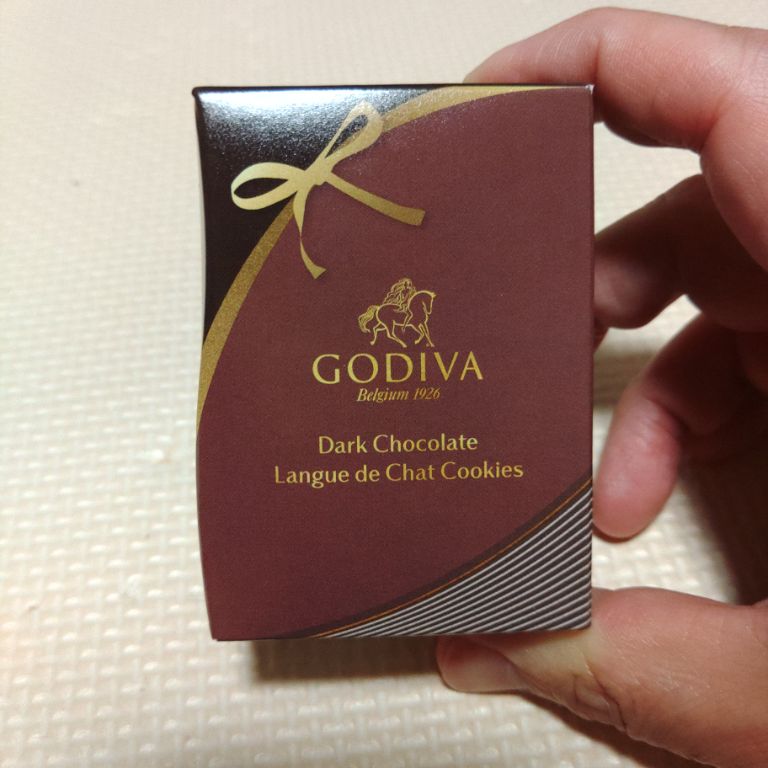 GODIVA
Belgium 1926
Dark Chocolate
Langue de Chat Cookies